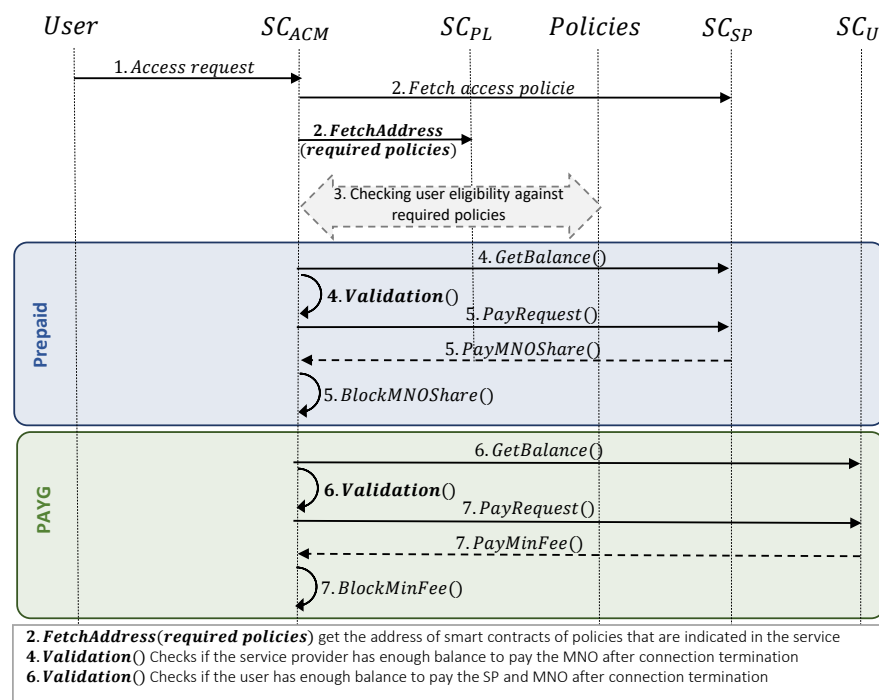 User SC_ACM SC_PL Policies SC_SP SC_U
1. Access request
2. Fetch access policie
2. FetchAddress
(required policies)
3. Checking user eligibility against
required policies
Prepaid
4. GetBalance()
4. Validation()
5. PayRequest()
5. PayMNOShare()
5. BlockMNOShare()
PAYG
6. GetBalance()
6. Validation()
7. PayRequest()
7. PayMinFee()
7. BlockMinFee()
2. FetchAddress(required policies) get the address of smart contracts of policies that are indicated in the service
4. Validation() Checks if the service provider has enough balance to pay the MNO after connection termination
6. Validation() Checks if the user has enough balance to pay the SP and MNO after connection termination